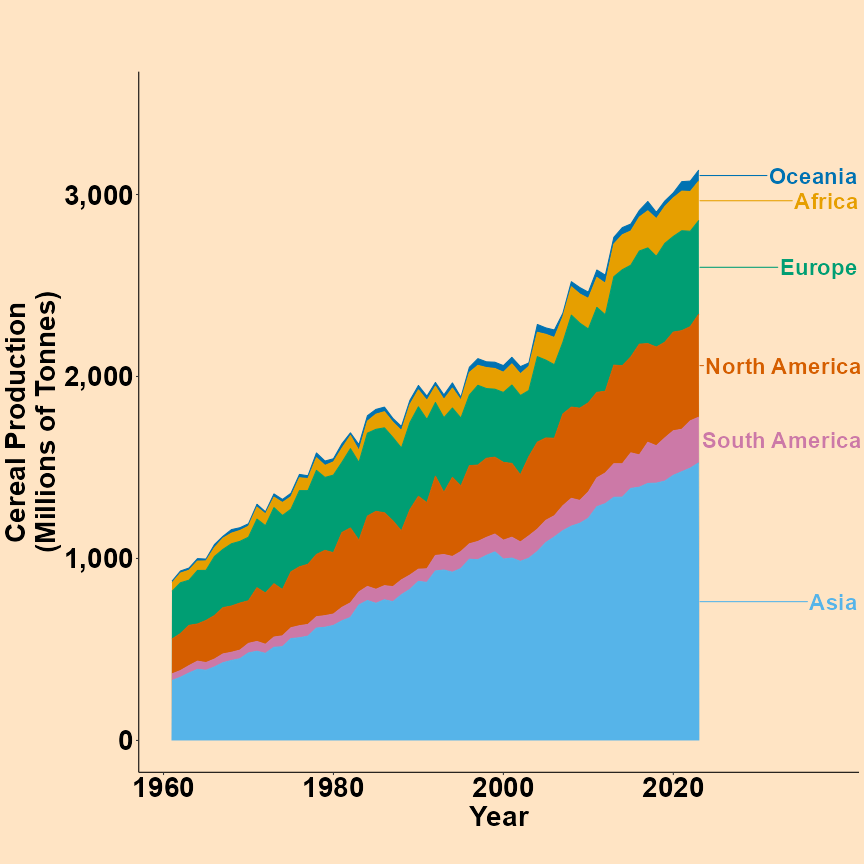 Oceania
3,000
Africa
Europe
2,000
North America
South America
1,000
Asia
0
Cereal Production
(Millions of Tonnes)
1960 1980 2000 2020
Year